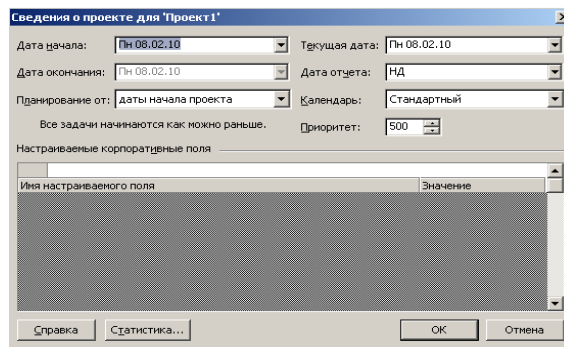 Сведения о проекте для 'Проект1'
Дата начала: Пн 08.02.10 Текущая дата: Пн 08.02.10
Дата окончания: Пн 08.02.10 Дата отчета: НД
Планирование от: даты начала проекта Календарь: Стандартный
Все задачи начинаются как можно раньше. Приоритет: 500
Настраиваемые корпоративные поля
Имя настраиваемого поля Значение
Справка Статистика... ОК Отмена